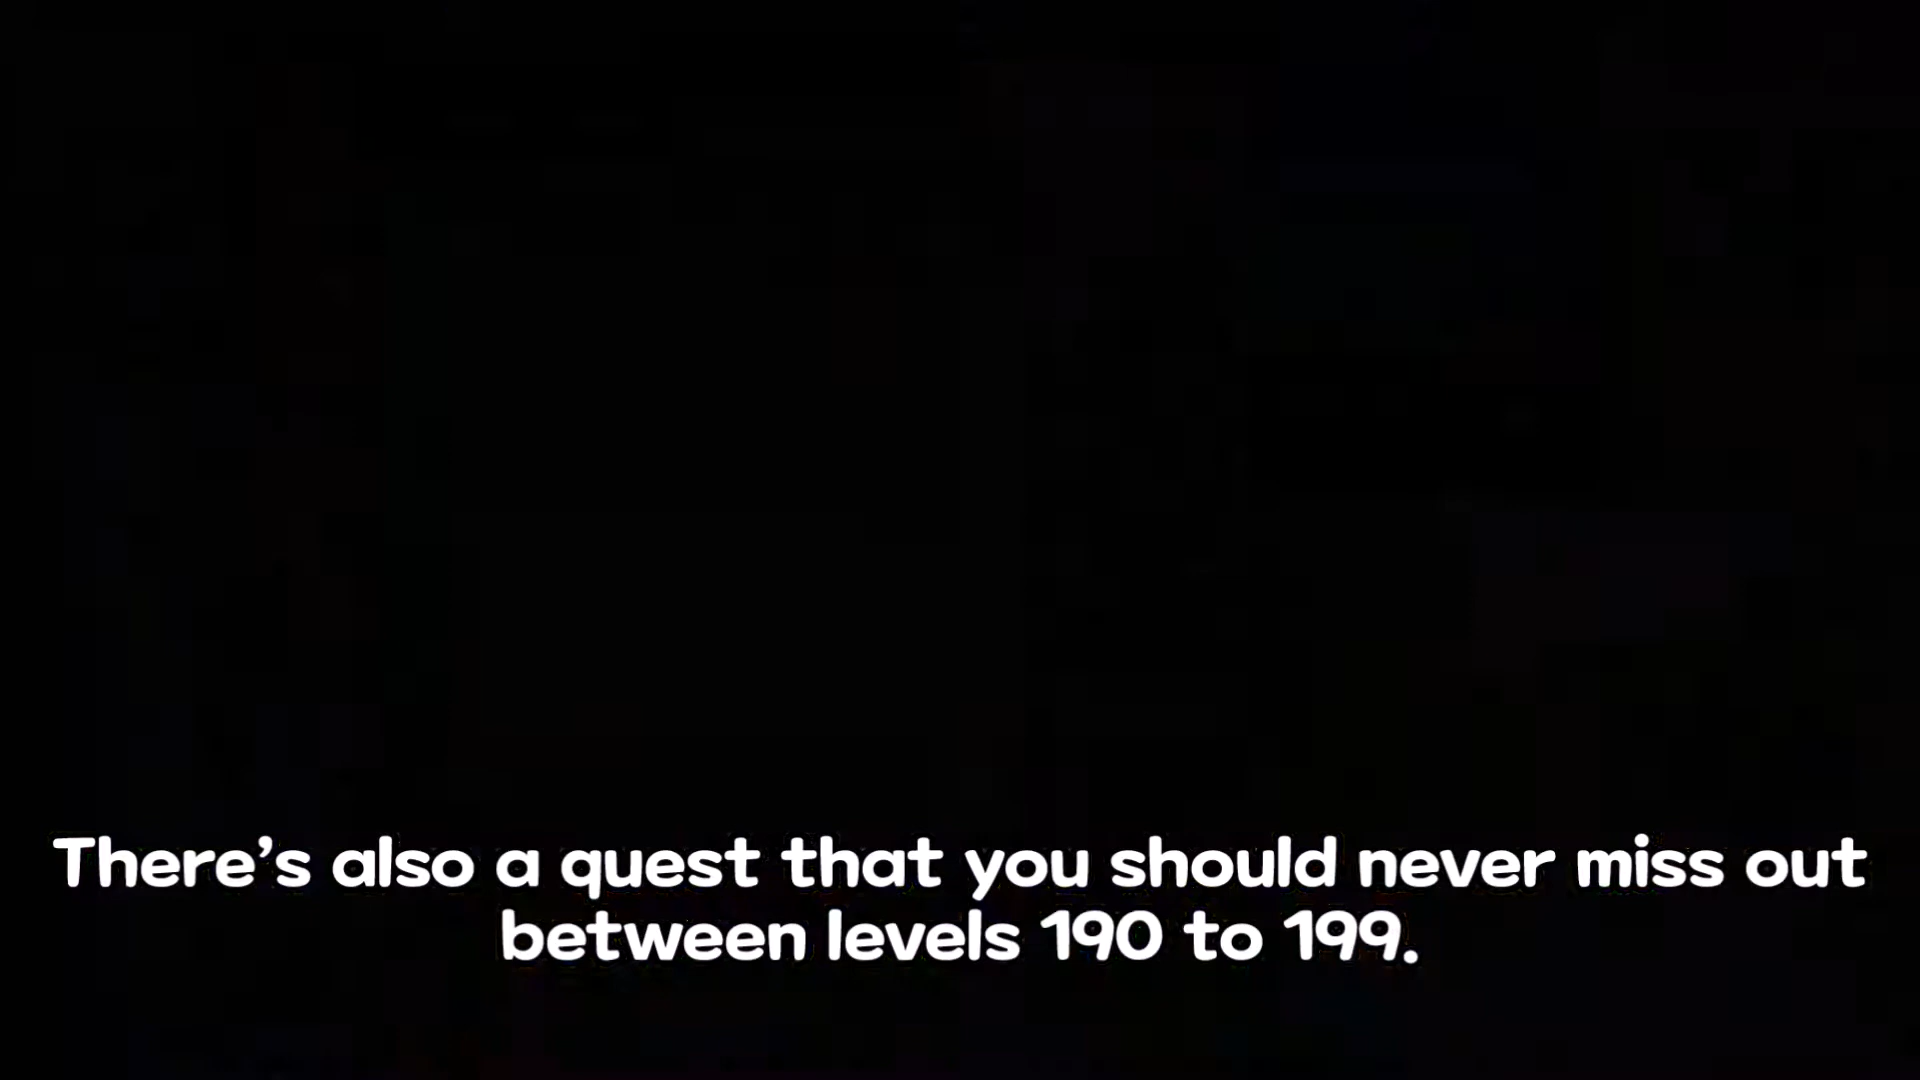 There’s also a quest that you should never miss out
between levels 190 to 199.